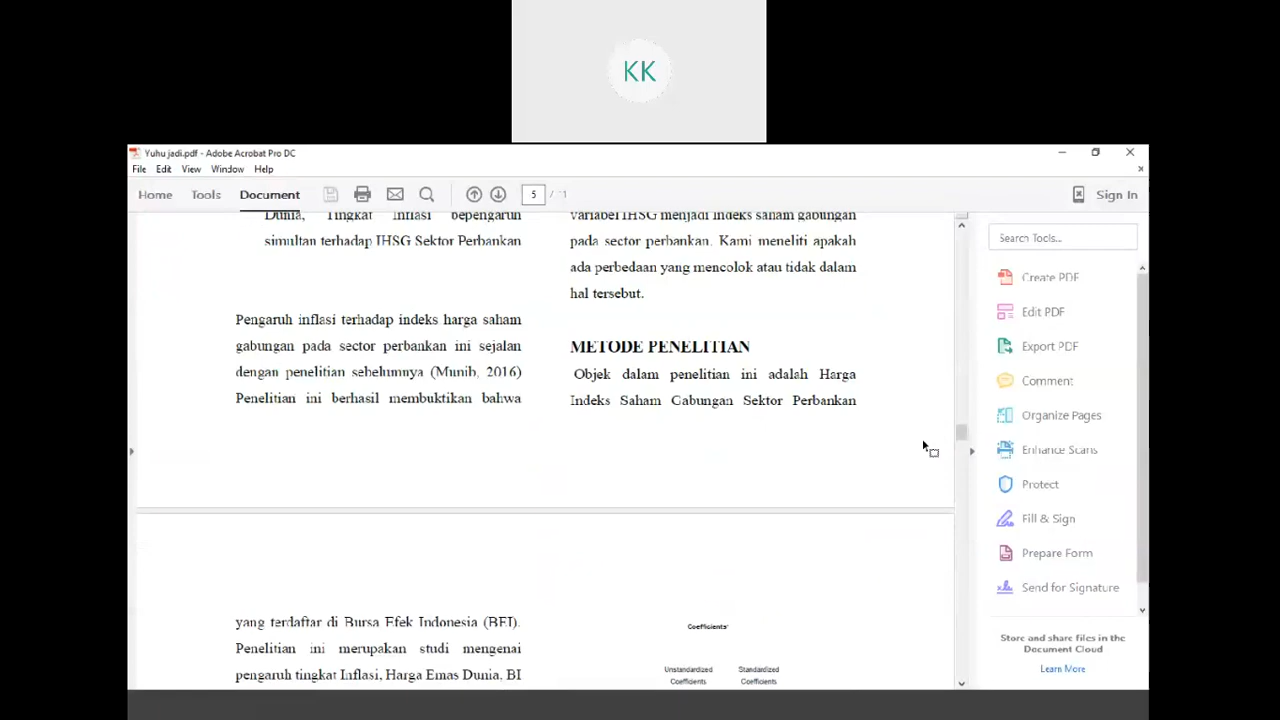 KK
Yuhu jadi.pdf - Adobe Acrobat Pro DC
File Edit View Window Help
Home Tools Document 5 / 11 Sign In
Dunia, Tingkat Inflasi bepengaruh
simultan terhadap IHSG Sektor Perbankan
Pengaruh inflasi terhadap indeks harga saham
gabungan pada sector perbankan ini sejalan
dengan penelitian sebelumnya (Munib, 2016)
Penelitian ini berhasil membuktikan bahwa
variabel IHSG menjadi Indeks saham gabungan
pada sector perbankan. Kami meneliti apakah
ada perbedaan yang mencolok atau tidak dalam
hal tersebut.
METODE PENELITIAN
Objek dalam penelitian ini adalah Harga
Indeks Saham Gabungan Sektor Perbankan
yang terdaftar di Bursa Efek Indonesia (BEI).
Penelitian ini merupakan studi mengenai
pengaruh tingkat Inflasi, Harga Emas Dunia, BI
Coefficientsᵃ
Unstandardized Standardized
Coefficients Coefficients
Search Tools...
Create PDF
Edit PDF
Export PDF
Comment
Organize Pages
Enhance Scans
Protect
Fill & Sign
Prepare Form
Send for Signature
Store and share files in the
Document Cloud
Learn More